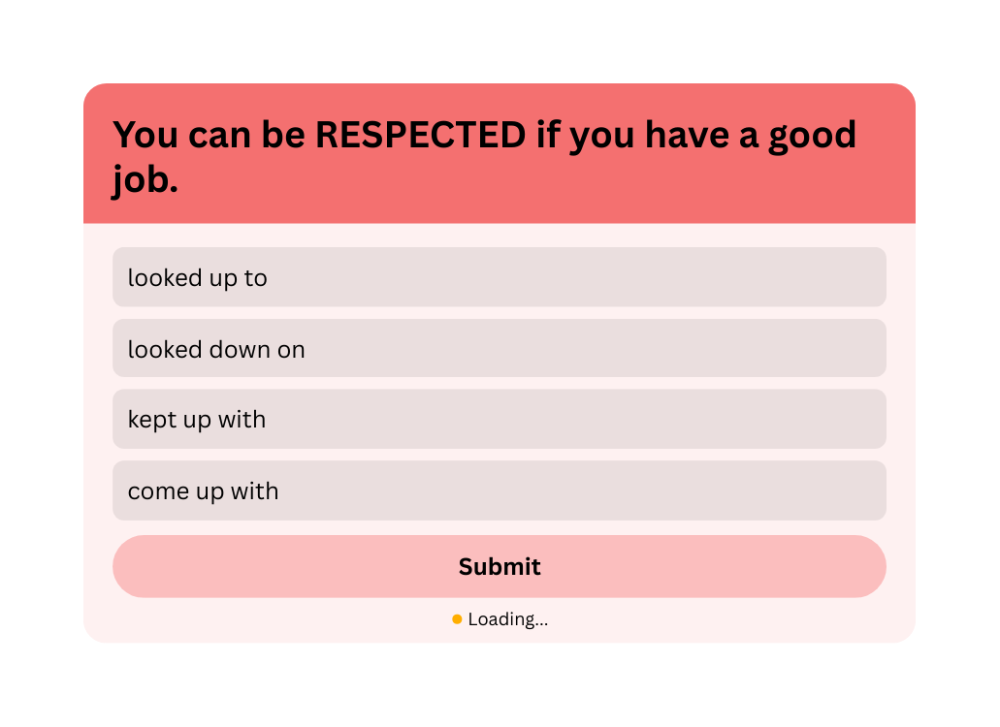 You can be RESPECTED if you have a good
job.
looked up to
looked down on
kept up with
come up with
Submit
Loading...